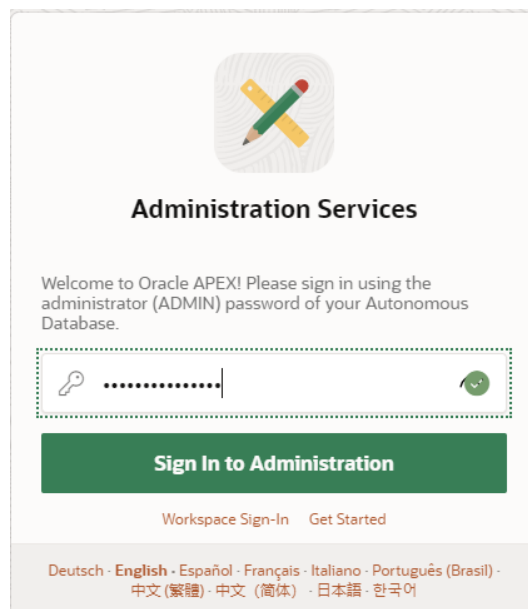 Administration Services
Welcome to Oracle APEX! Please sign in using the
administrator (ADMIN) password of your Autonomous
Database.
•••••••••••••••
Sign In to Administration
Workspace Sign-In Get Started
Deutsch · English · Español · Français · Italiano · Português (Brasil) ·
中文 (繁體) · 中文（简体） · 日本語 · 한국어